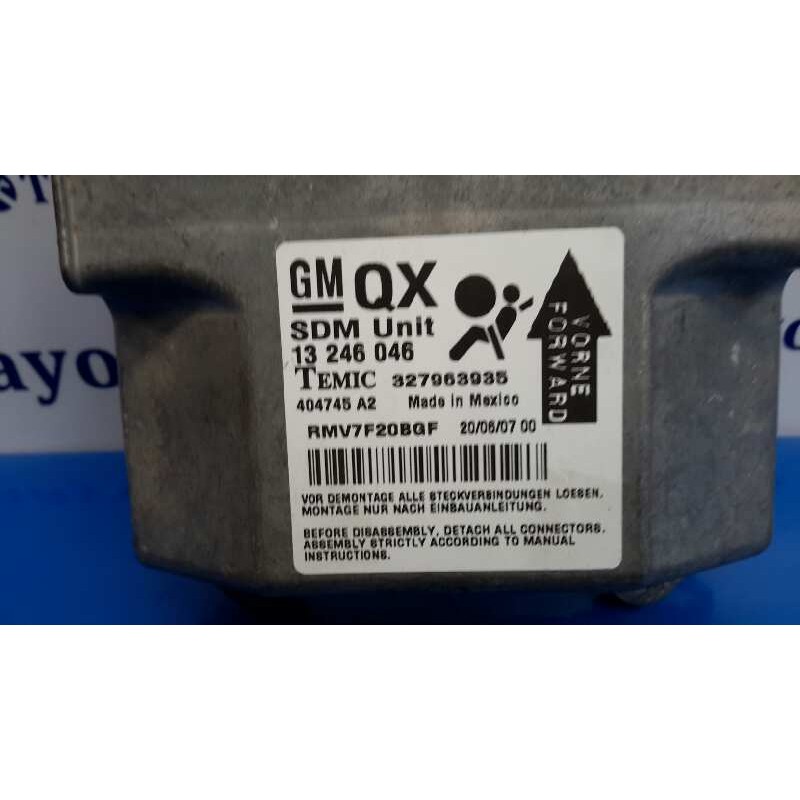 GM QX
SDM Unit
13 246 046
TEMIC 327963935
404745 A2 Made in Mexico
RMV7F20BGF 20/06/07 00
VORNE
FORWARD
VOR DEMONTAGE ALLE STECKVERBINDUNGEN LOESEN.
MONTAGE NUR NACH EINBAUANLEITUNG.
BEFORE DISASSEMBLY, DETACH ALL CONNECTORS.
ASSEMBLY STRICTLY ACCORDING TO MANUAL
INSTRUCTIONS.